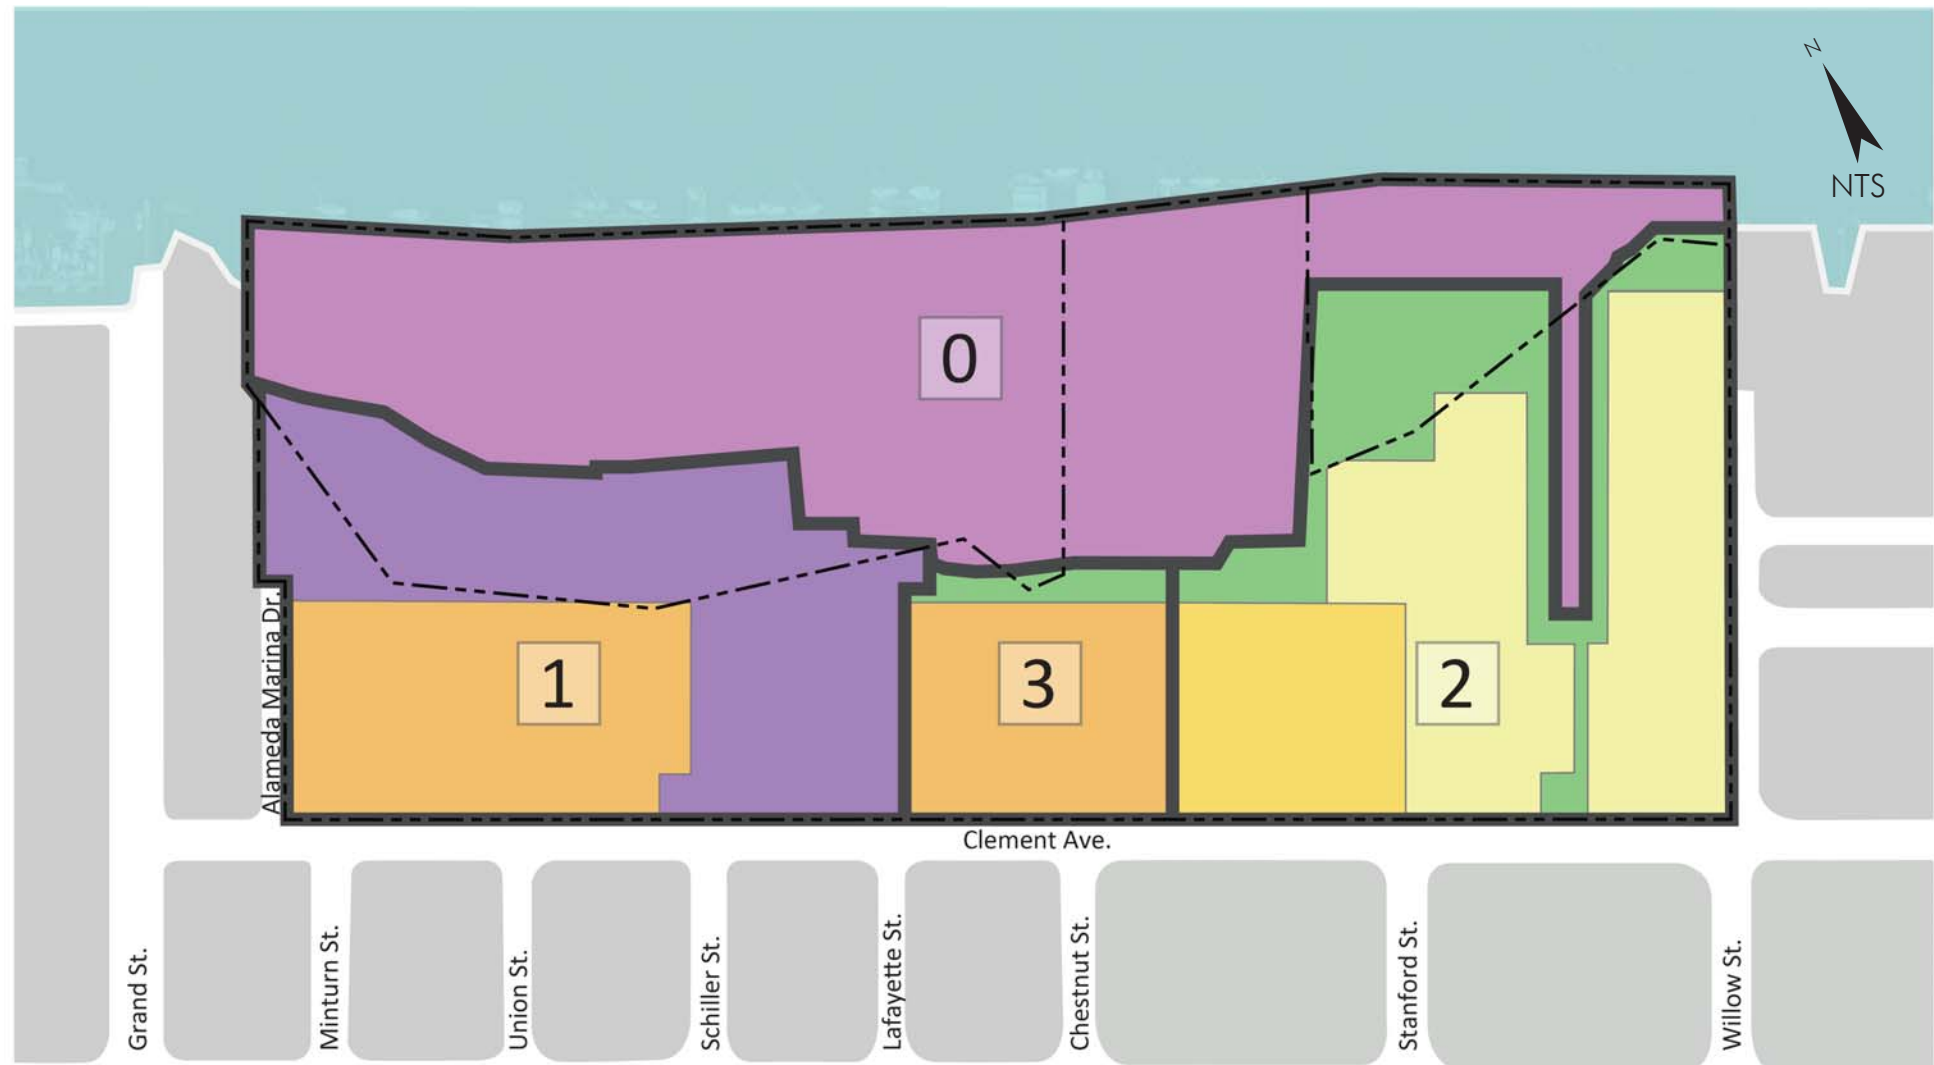 N
NTS
0
1
3
2
Alameda Marina Dr.
Clement Ave.
Grand St.
Minturn St.
Union St.
Schiller St.
Lafayette St.
Chestnut St.
Stanford St.
Willow St.